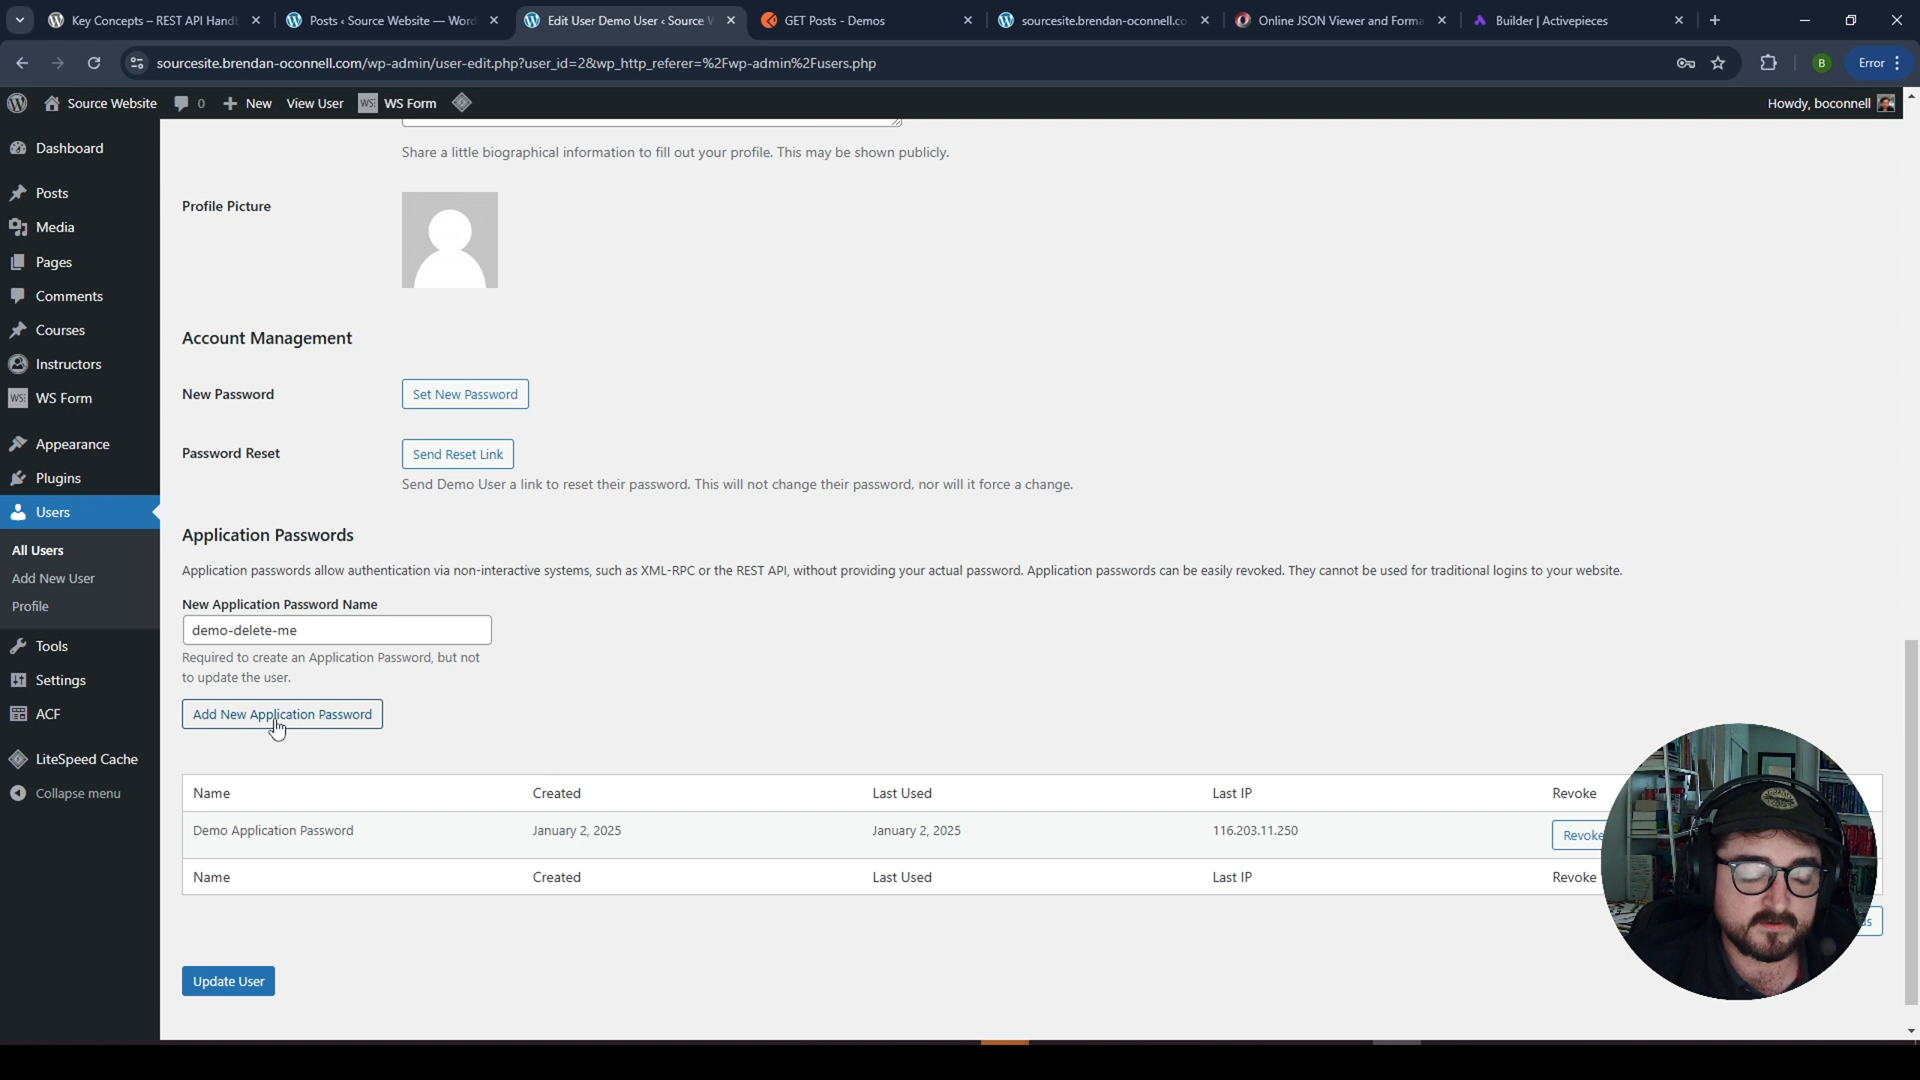 Key Concepts – REST API Handb
Posts ‹ Source Website — Word
Edit User Demo User ‹ Source W
GET Posts - Demos
sourcesite.brendan-oconnell.co
Online JSON Viewer and Forma
Builder | Activepieces
sourcesite.brendan-oconnell.com/wp-admin/user-edit.php?user_id=2&wp_http_referer=%2Fwp-admin%2Fusers.php
B
Error
Source Website
0
New
View User
WS Form
Howdy, boconnell
Dashboard
Posts
Media
Pages
Comments
Courses
Instructors
WS Form
Appearance
Plugins
Users
All Users
Add New User
Profile
Tools
Settings
ACF
LiteSpeed Cache
Collapse menu
Share a little biographical information to fill out your profile. This may be shown publicly.
Profile Picture
Account Management
New Password
Set New Password
Password Reset
Send Reset Link
Send Demo User a link to reset their password. This will not change their password, nor will it force a change.
Application Passwords
Application passwords allow authentication via non-interactive systems, such as XML-RPC or the REST API, without providing your actual password. Application passwords can be easily revoked. They cannot be used for traditional logins to your website.
New Application Password Name
demo-delete-me
Required to create an Application Password, but not
to update the user.
Add New Application Password
Name Created Last Used Last IP Revoke
Demo Application Password January 2, 2025 January 2, 2025 116.203.11.250 Revoke
Name Created Last Used Last IP Revoke
Update User